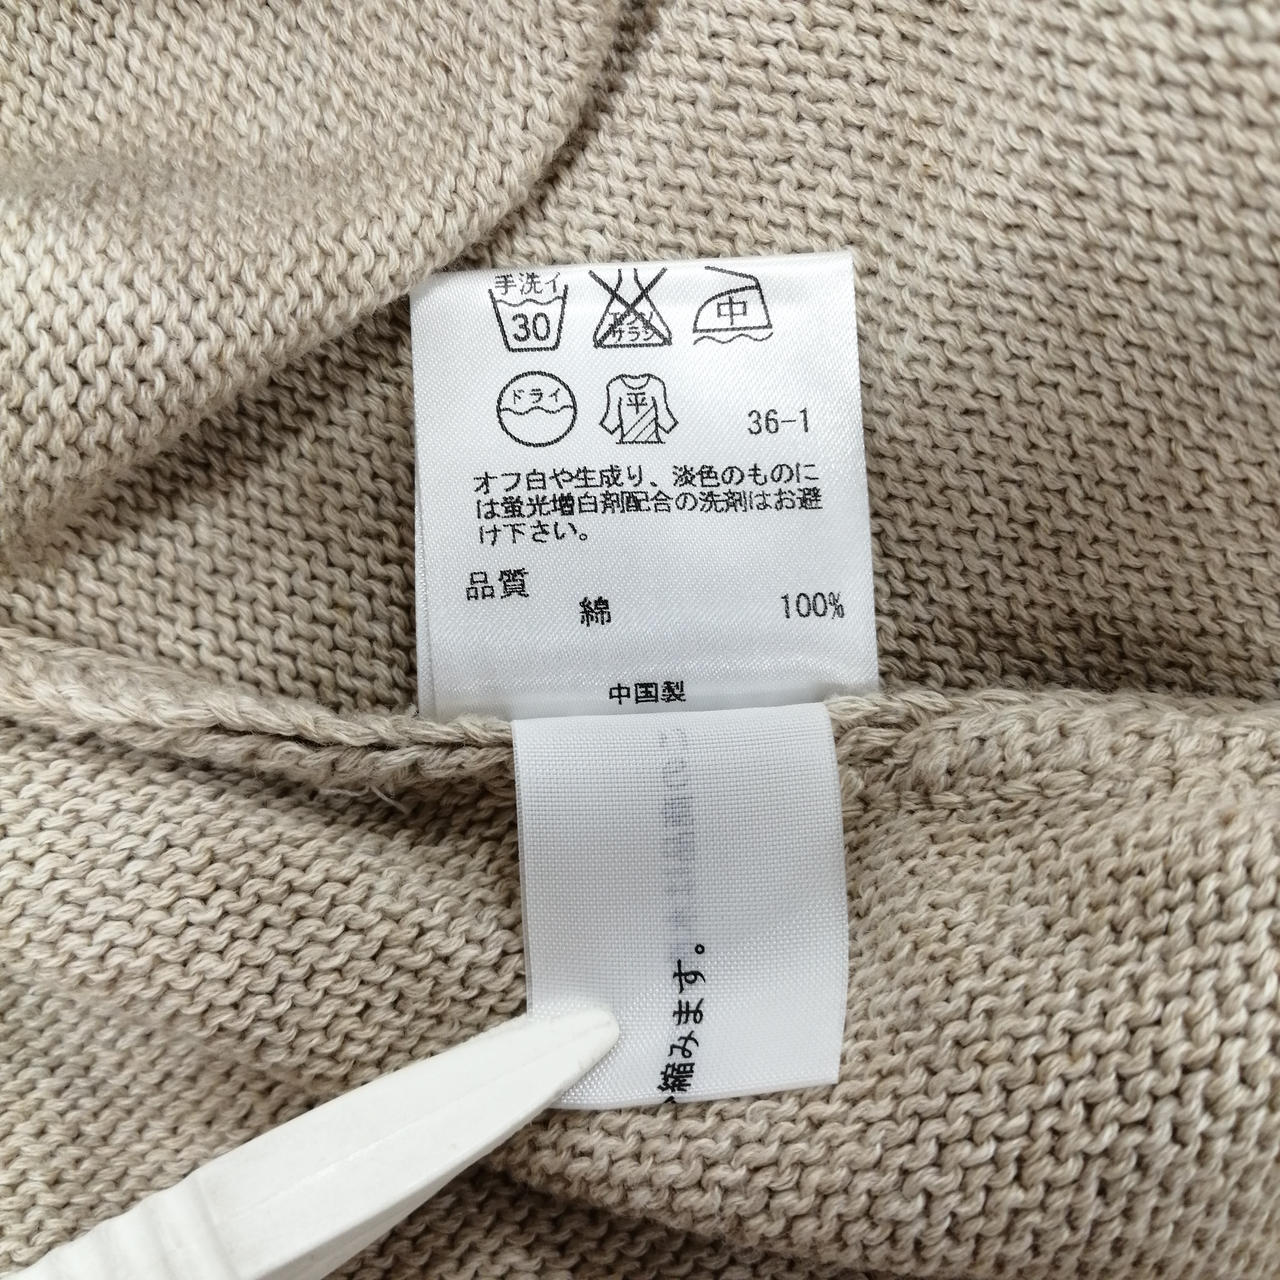 手洗イ
30
エンソ
サラシ
中
ドライ
平
36-1
オフ白や生成り、淡色のものに
は蛍光増白剤配合の洗剤はお避
け下さい。
品質
綿 100%
中国製
縮みます。